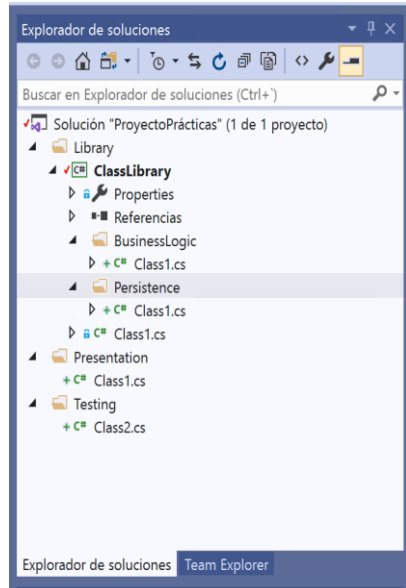 Explorador de soluciones
Buscar en Explorador de soluciones (Ctrl+`)
Solución "ProyectoPrácticas" (1 de 1 proyecto)
Library
C# ClassLibrary
Properties
Referencias
BusinessLogic
+ C# Class1.cs
Persistence
+ C# Class1.cs
C# Class1.cs
Presentation
+ C# Class1.cs
Testing
+ C# Class2.cs
Explorador de soluciones Team Explorer